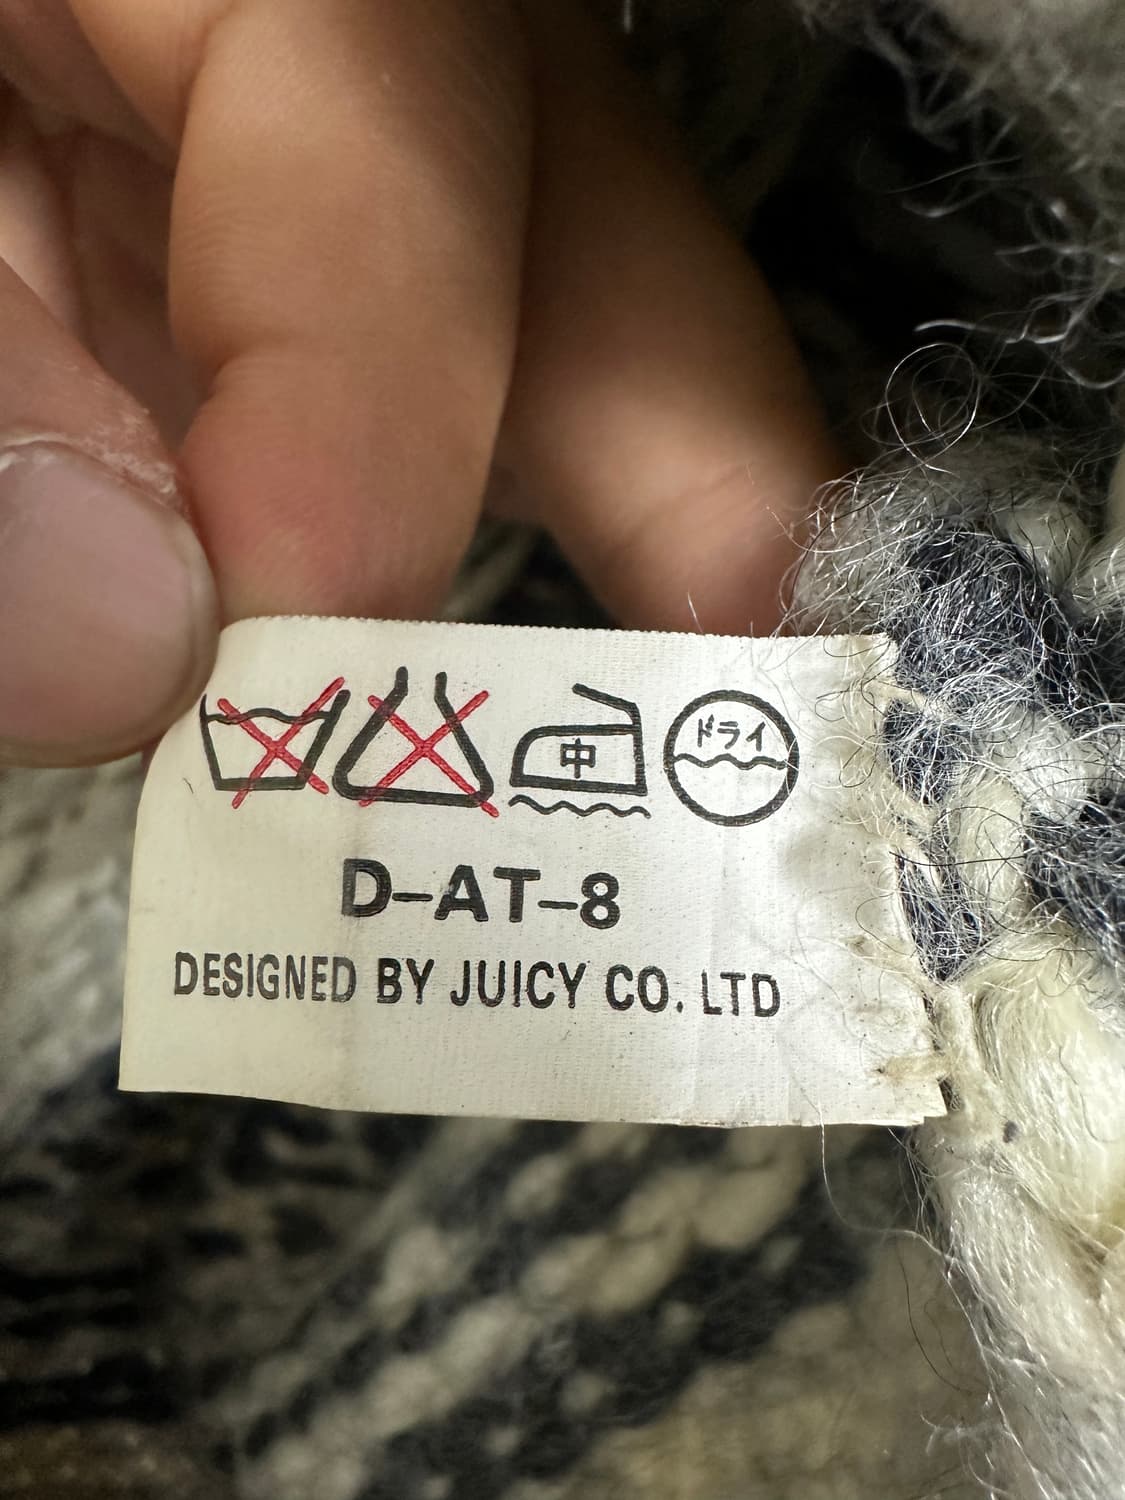 中 ドライ
D-AT-8
DESIGNED BY JUICY CO. LTD